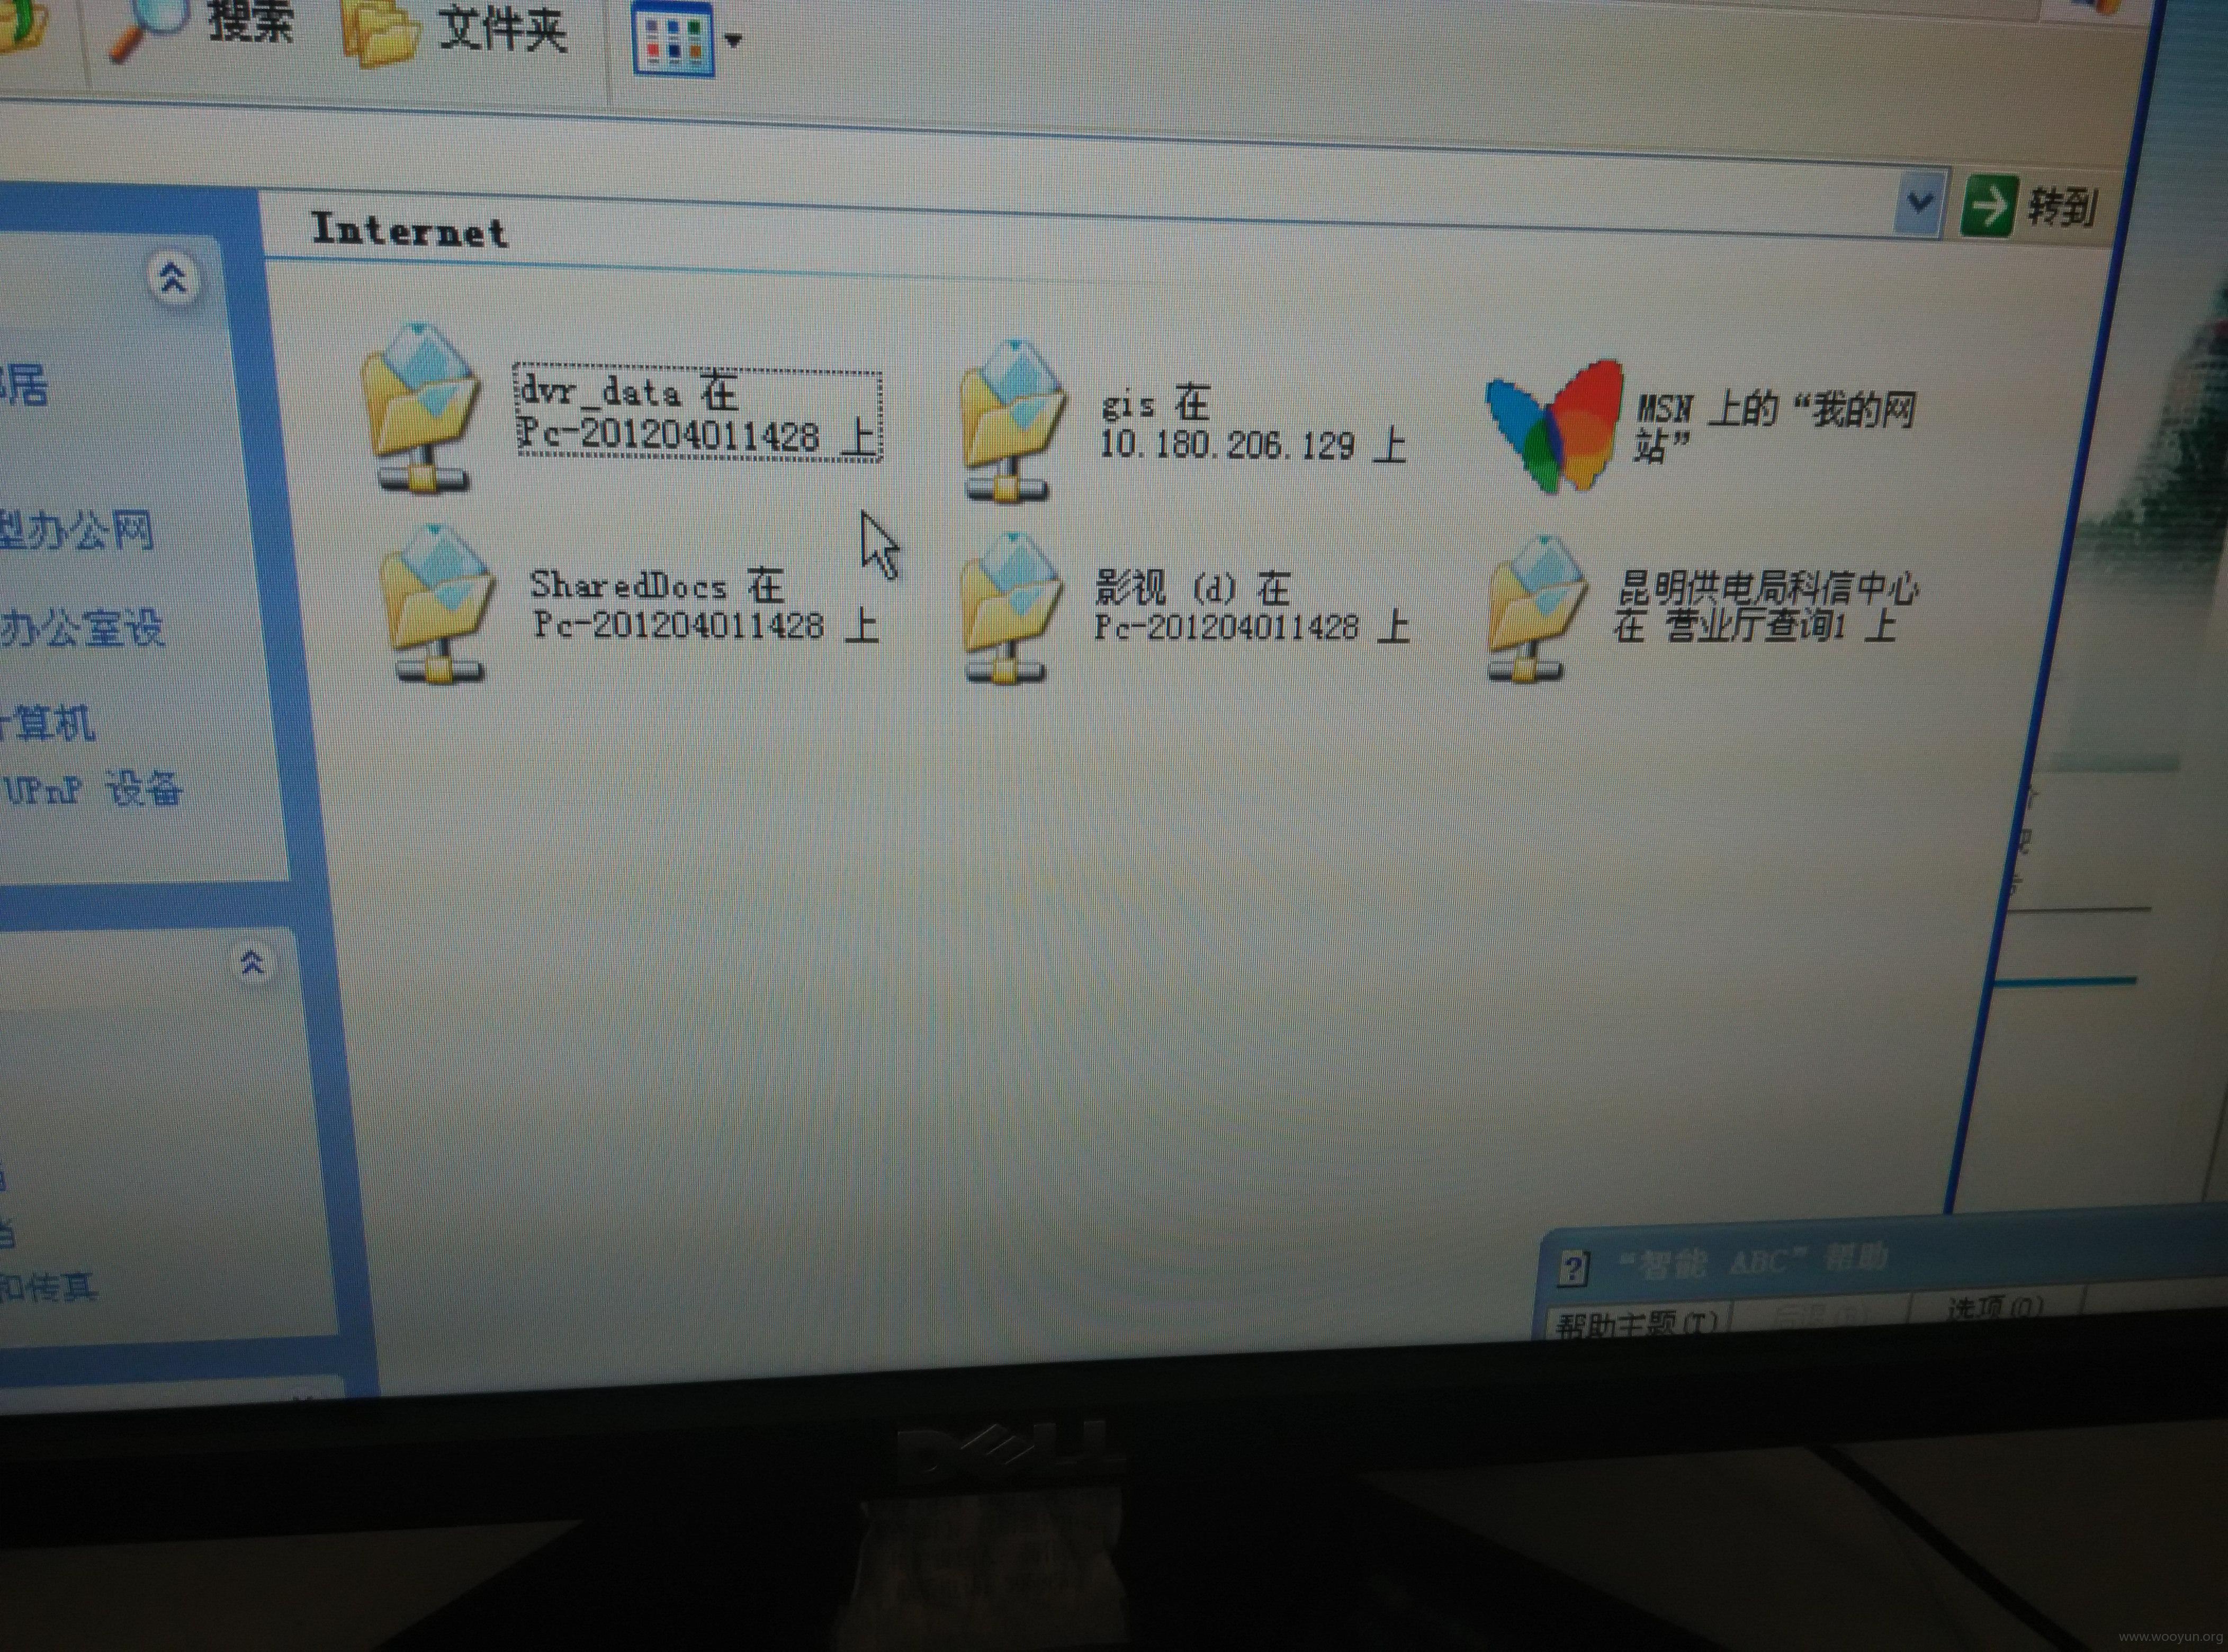 搜索
文件夹
转到
Internet
dvr_data 在
Pc-201204011428 上
gis 在
10.180.206.129 上
MSN 上的 “我的网
站”
SharedDocs 在
Pc-201204011428 上
影视 (d) 在
Pc-201204011428 上
昆明供电局科信中心
在 营业厅查询1 上
居
型办公网
办公室设
计算机
UPnP 设备
和传真
“智能 ABC” 帮助
帮助主题(T)
选项(O)
DELL
www.wooyun.org